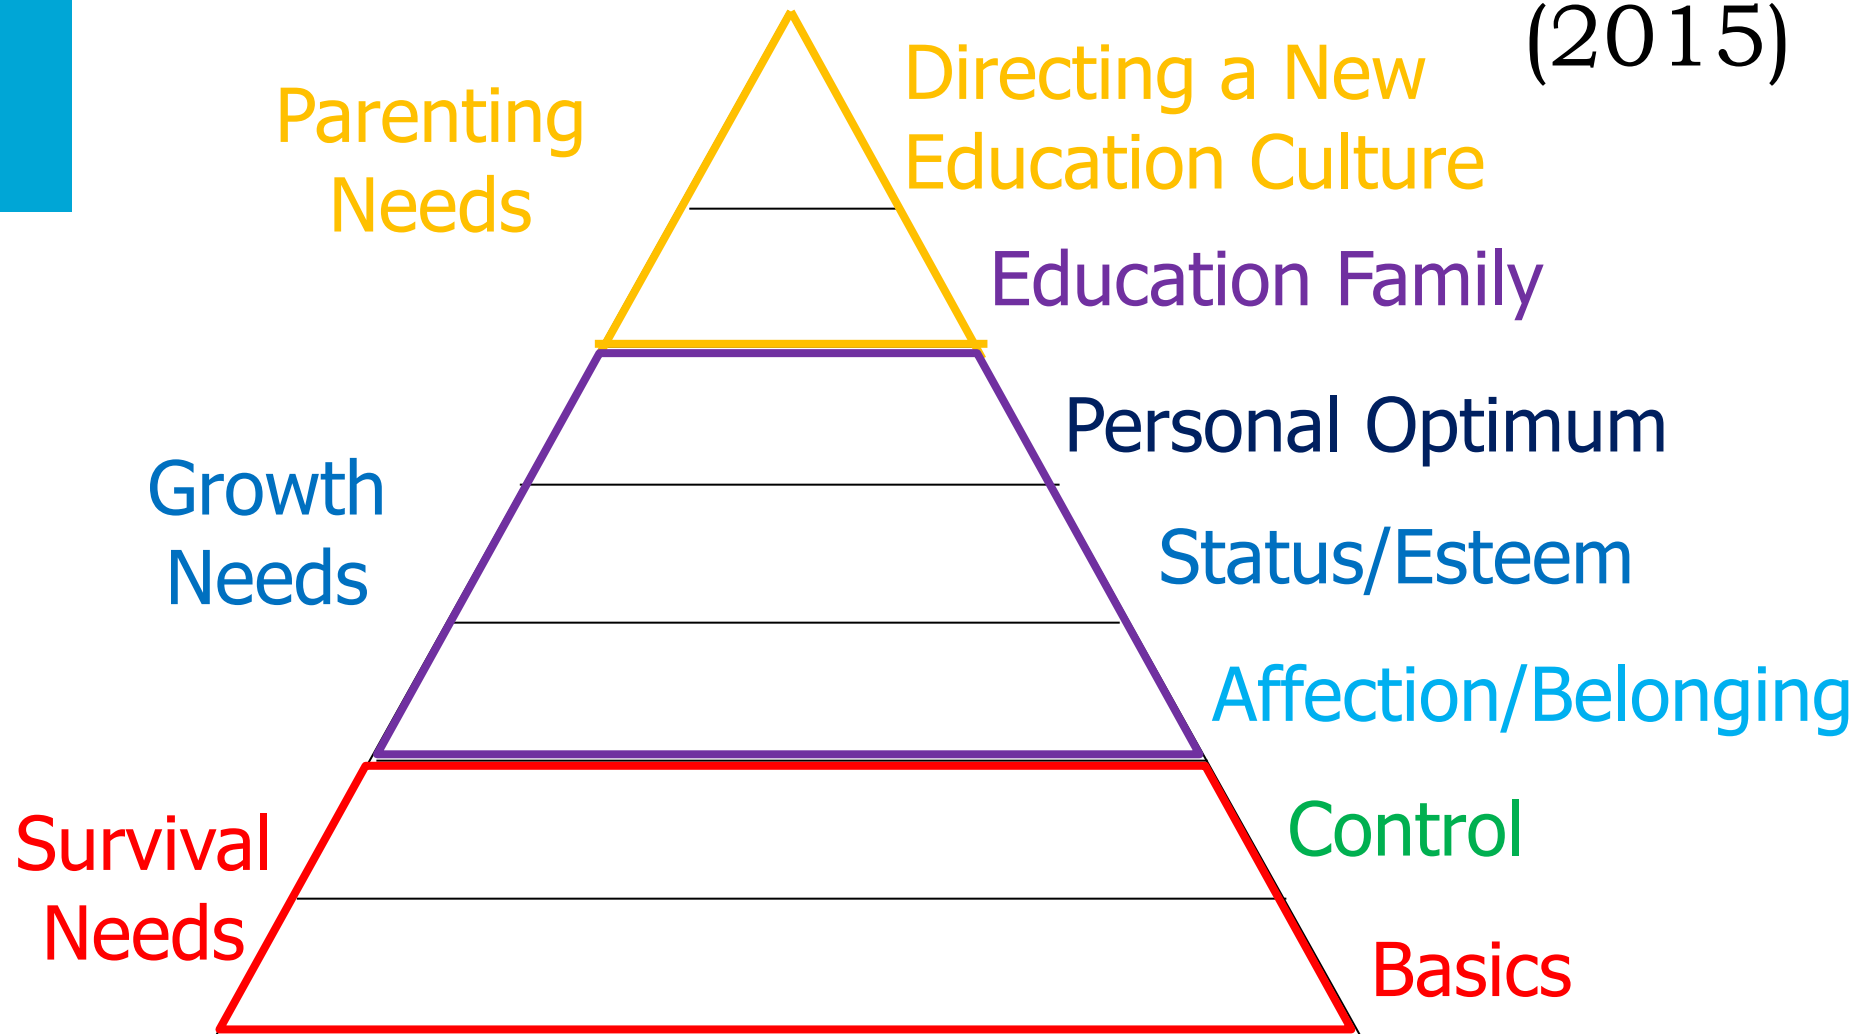 (2015)
Directing a New
Education Culture
Parenting
Needs
Education Family
Personal Optimum
Growth
Needs
Status/Esteem
Affection/Belonging
Control
Survival
Needs
Basics